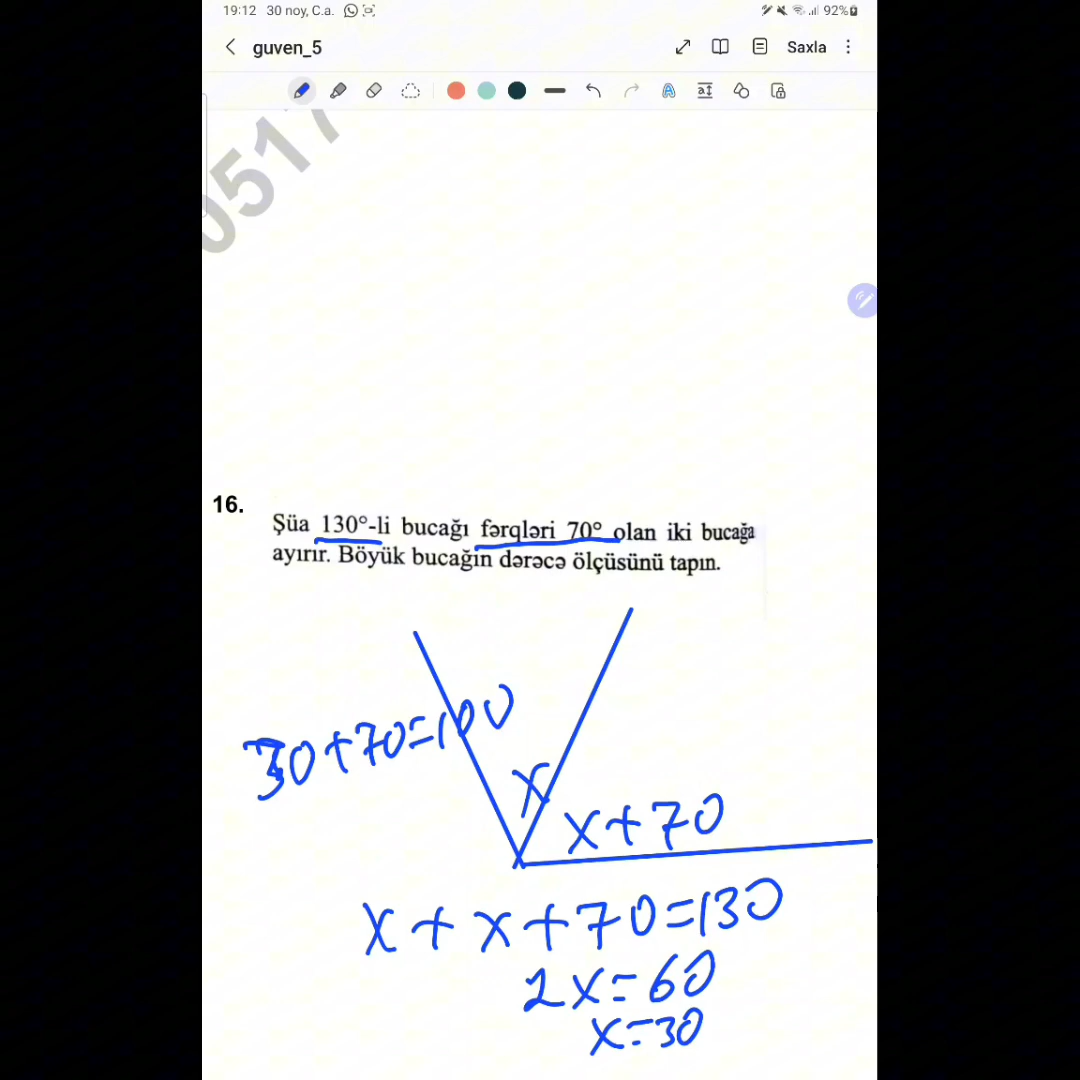 19:12 30 noy, C.a. 92%
guven_5
Saxla
0517
16.
Şüa 130°-li bucağı fərqləri 70° olan iki bucağa
ayırır. Böyük bucağın dərəcə ölçüsünü tapın.
30+70=100
x
x+70
x+x+70=130
2x=60
x=30